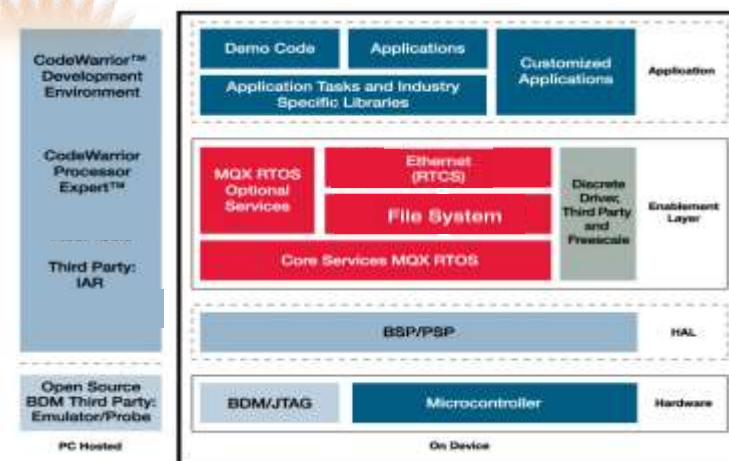 CodeWarrior™
Development
Environment
CodeWarrior
Processor
Expert™
Third Party:
IAR
Open Source
BDM Third Party:
Emulator/Probe
PC Hosted
Demo Code
Applications
Application Tasks and Industry
Specific Libraries
Customized
Applications
Application
MQX RTOS
Optional
Services
Ethernet
(RTCS)
File System
Core Services MQX RTOS
Discrete
Driver,
Third Party
and
Freescale
Enablement
Layer
BSP/PSP
HAL
BDM/JTAG
Microcontroller
Hardware
On Device